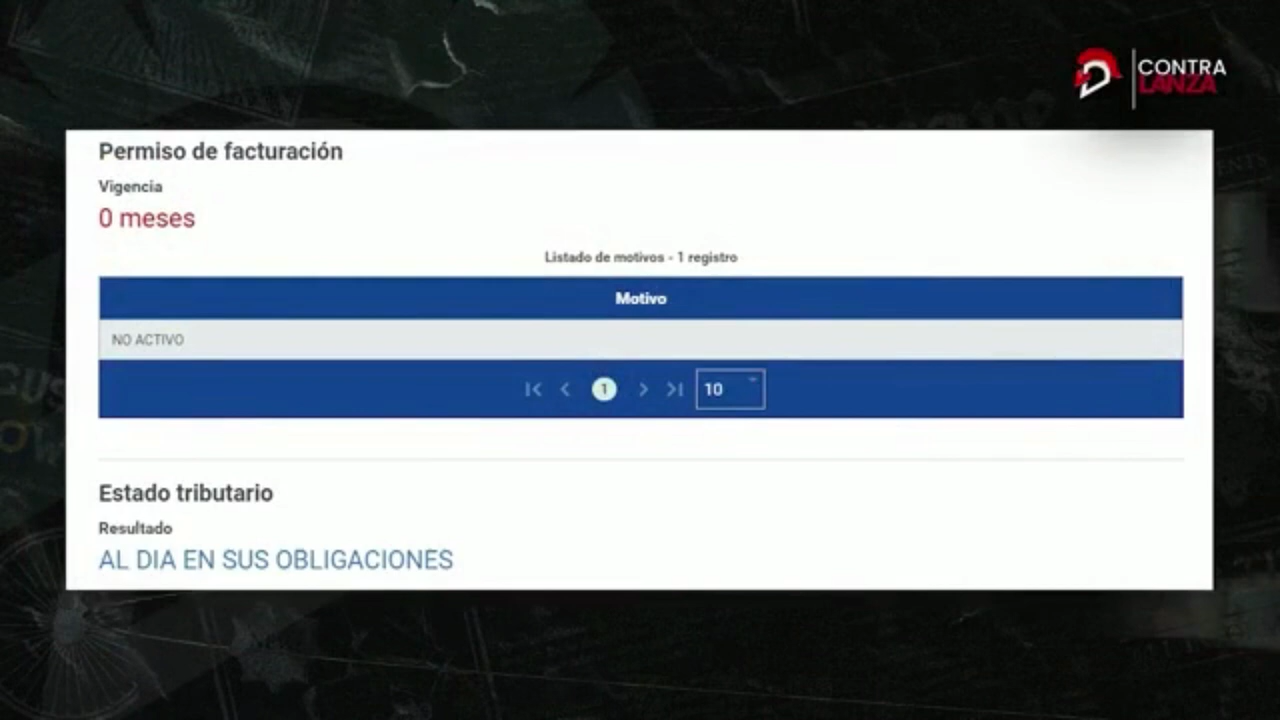 CONTRA
LANZA
Permiso de facturación
Vigencia
0 meses
Listado de motivos - 1 registro
Motivo
NO ACTIVO
1
10
Estado tributario
Resultado
AL DIA EN SUS OBLIGACIONES